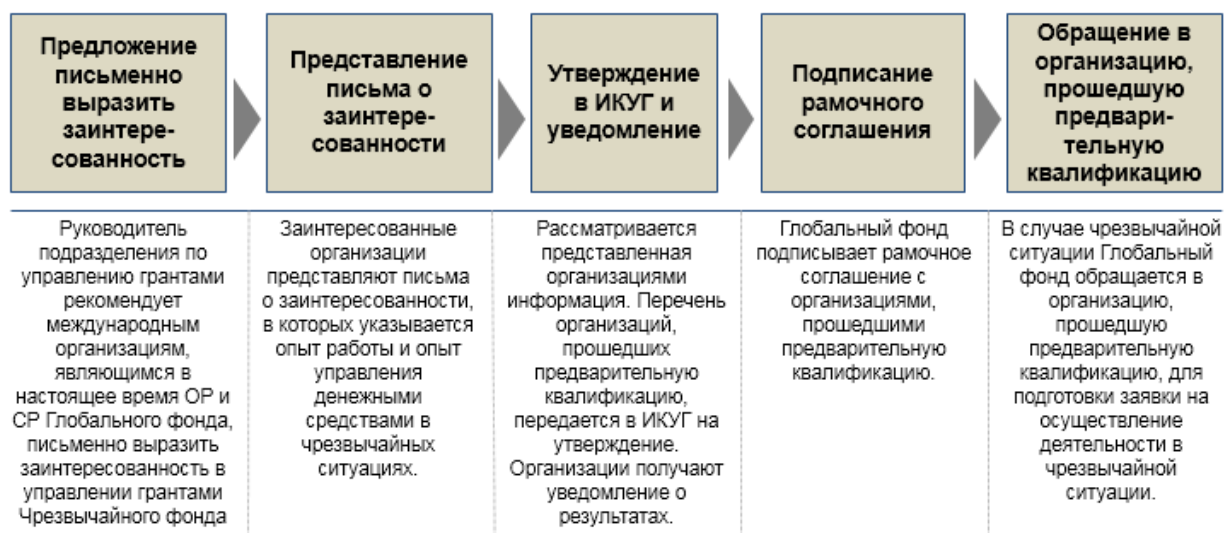 Предложение
письменно
выразить
заинтере-
сованность
Представление
письма о
заинтере-
сованности
Утверждение
в ИКУГ и
уведомление
Подписание
рамочного
соглашения
Обращение в
организацию,
прошедшую
предвари-
тельную
квалификацию
Руководитель
подразделения по
управлению грантами
рекомендует
международным
организациям,
являющимся в
настоящее время ОР и
СР Глобального фонда,
письменно выразить
заинтересованность в
управлении грантами
Чрезвычайного фонда
Заинтересованные
организации
представляют письма
о заинтересованности,
в которых указывается
опыт работы и опыт
управления
денежными
средствами в
чрезвычайных
ситуациях.
Рассматривается
представленная
организациями
информация. Перечень
организаций,
прошедших
предварительную
квалификацию,
передается в ИКУГ на
утверждение.
Организации получают
уведомление о
результатах.
Глобальный фонд
подписывает рамочное
соглашение с
организациями,
прошедшими
предварительную
квалификацию.
В случае чрезвычайной
ситуации Глобальный
фонд обращается в
организацию,
прошедшую
предварительную
квалификацию, для
подготовки заявки на
осуществление
деятельности в
чрезвычайной
ситуации.